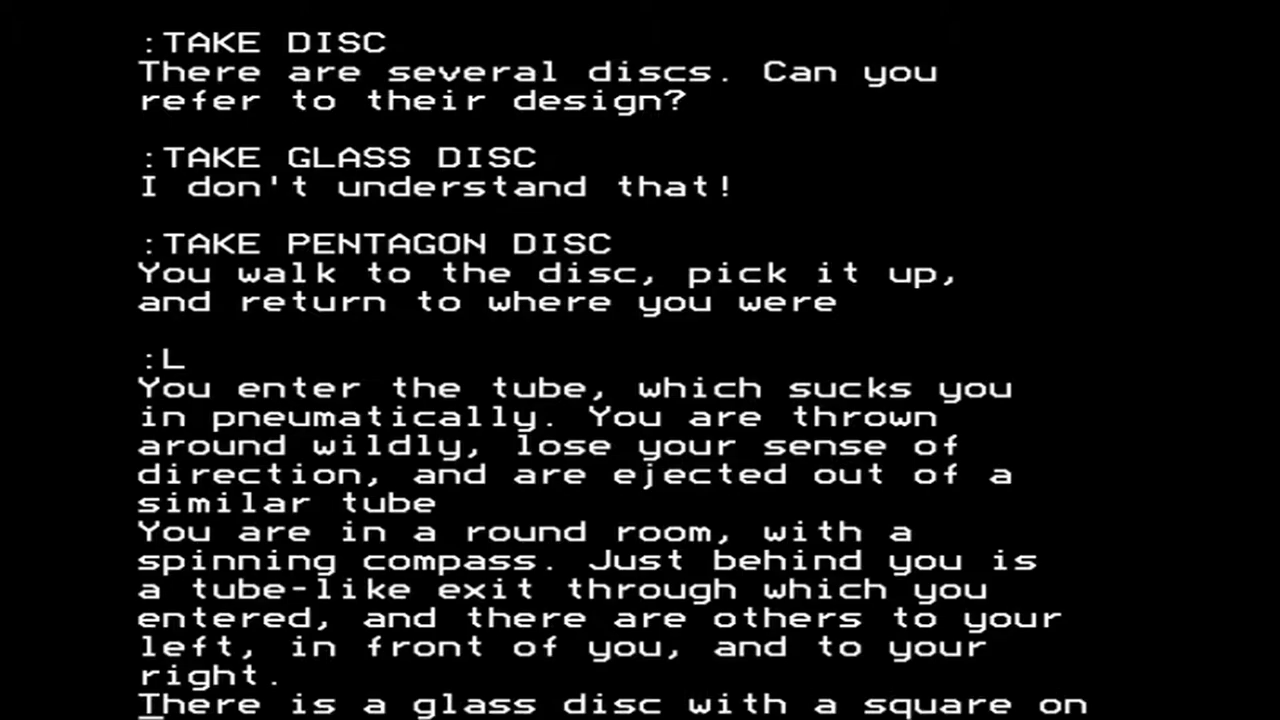 :TAKE DISC
There are several discs. Can you
refer to their design?
:TAKE GLASS DISC
I don't understand that!
:TAKE PENTAGON DISC
You walk to the disc, pick it up,
and return to where you were
:L
You enter the tube, which sucks you
in pneumatically. You are thrown
around wildly, lose your sense of
direction, and are ejected out of a
similar tube
You are in a round room, with a
spinning compass. Just behind you is
a tube-like exit through which you
entered, and there are others to your
left, in front of you, and to your
right.
There is a glass disc with a square on